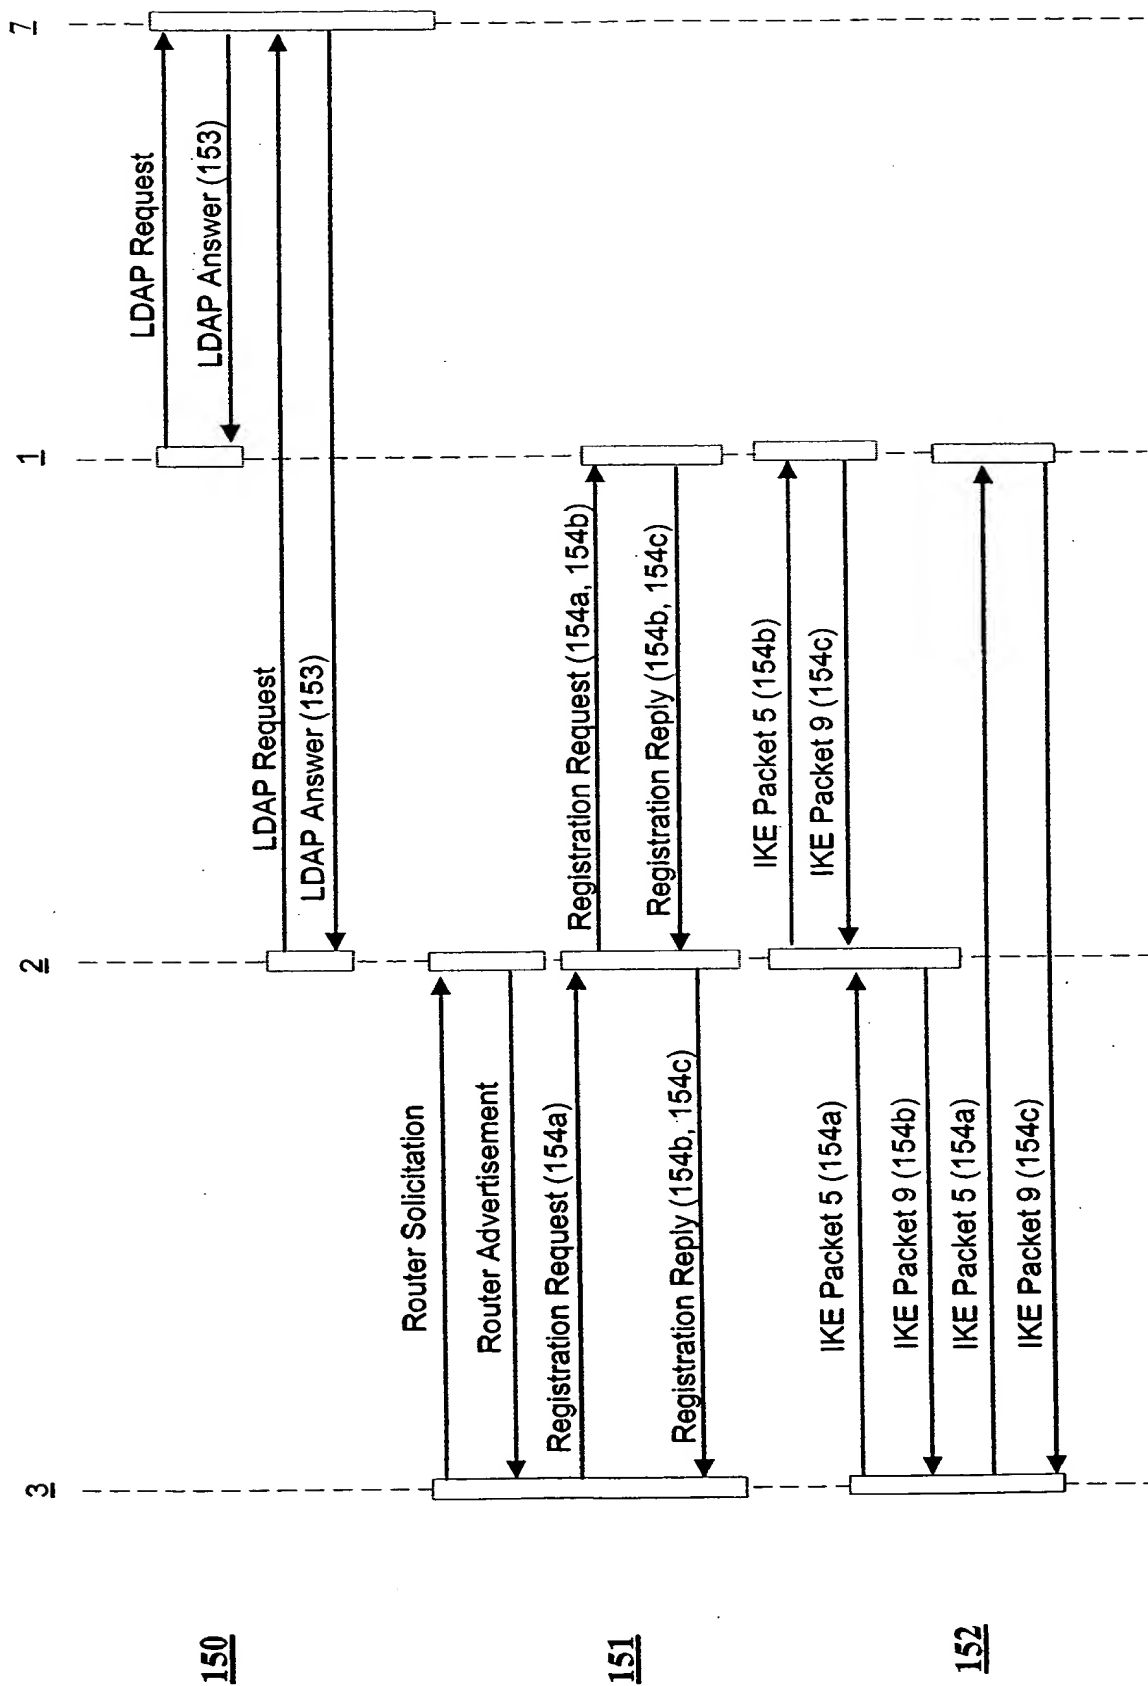 3
2
1
7
150
LDAP Request
LDAP Answer (153)
LDAP Request
LDAP Answer (153)
151
Router Solicitation
Router Advertisement
Registration Request (154a)
Registration Request (154a, 154b)
Registration Reply (154b, 154c)
Registration Reply (154b, 154c)
152
IKE Packet 5 (154b)
IKE Packet 9 (154c)
IKE Packet 5 (154a)
IKE Packet 9 (154b)
IKE Packet 5 (154a)
IKE Packet 9 (154c)